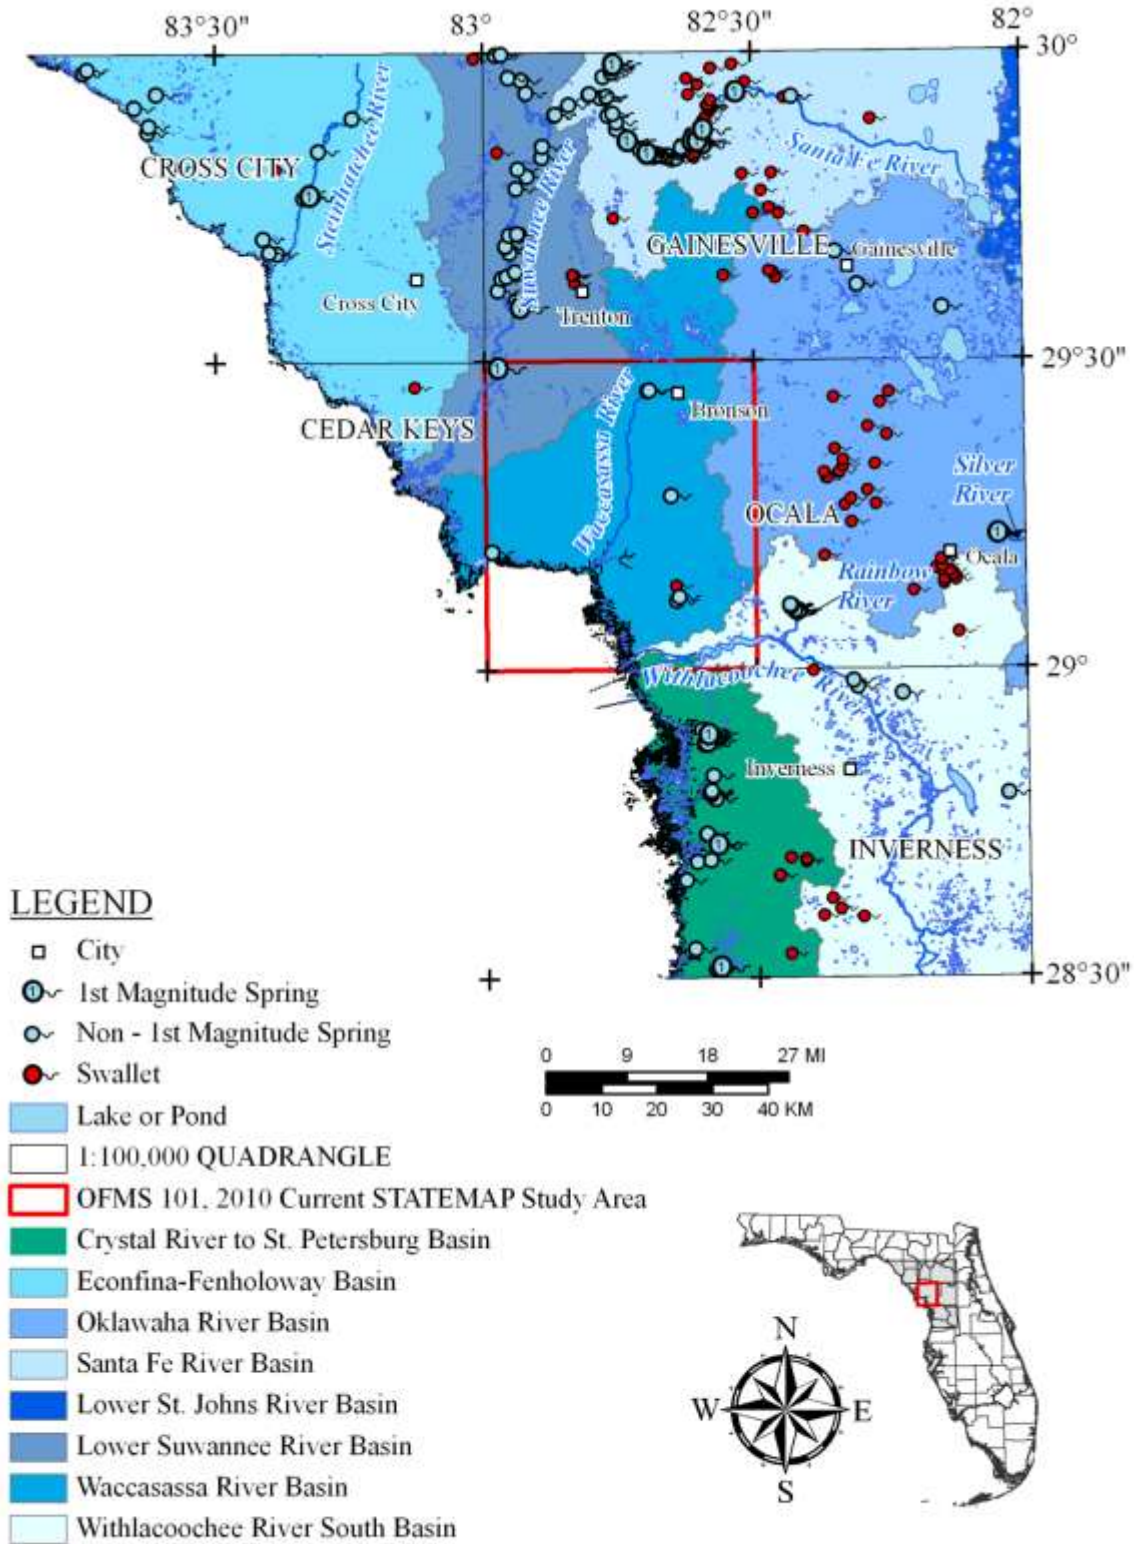 83°30" 83° 82°30" 82°
30°
Steinhatchee River
CROSS CITY
Suwannee River
Santa Fe River
GAINESVILLE
Gainesville
Cross City
Trenton
29°30"
Waccasassa River
Bronson
CEDAR KEYS
Silver
River
OCALA
Ocala
Rainbow
River
29°
Withlacoochee River
Inverness
INVERNESS
28°30"
LEGEND
City
1 1st Magnitude Spring
Non - 1st Magnitude Spring
Swallet
Lake or Pond
1:100,000 QUADRANGLE
OFMS 101, 2010 Current STATEMAP Study Area
Crystal River to St. Petersburg Basin
Econfina-Fenholoway Basin
Oklawaha River Basin
Santa Fe River Basin
Lower St. Johns River Basin
Lower Suwannee River Basin
Waccasassa River Basin
Withlacoochee River South Basin
0 9 18 27 MI
0 10 20 30 40 KM
N
W E
S